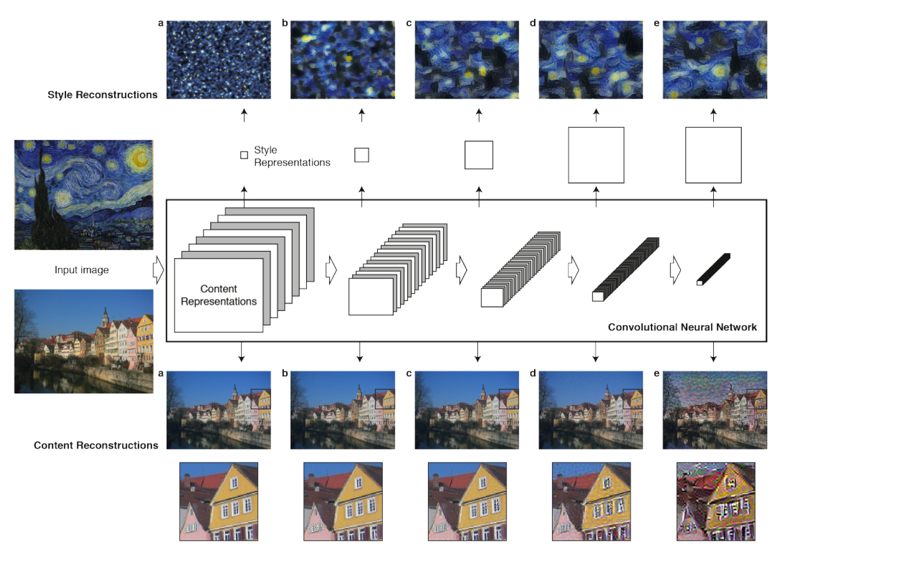 a
b
c
d
e
Style Reconstructions
Style
Representations
Input image
Content
Representations
Convolutional Neural Network
a
b
c
d
e
Content Reconstructions